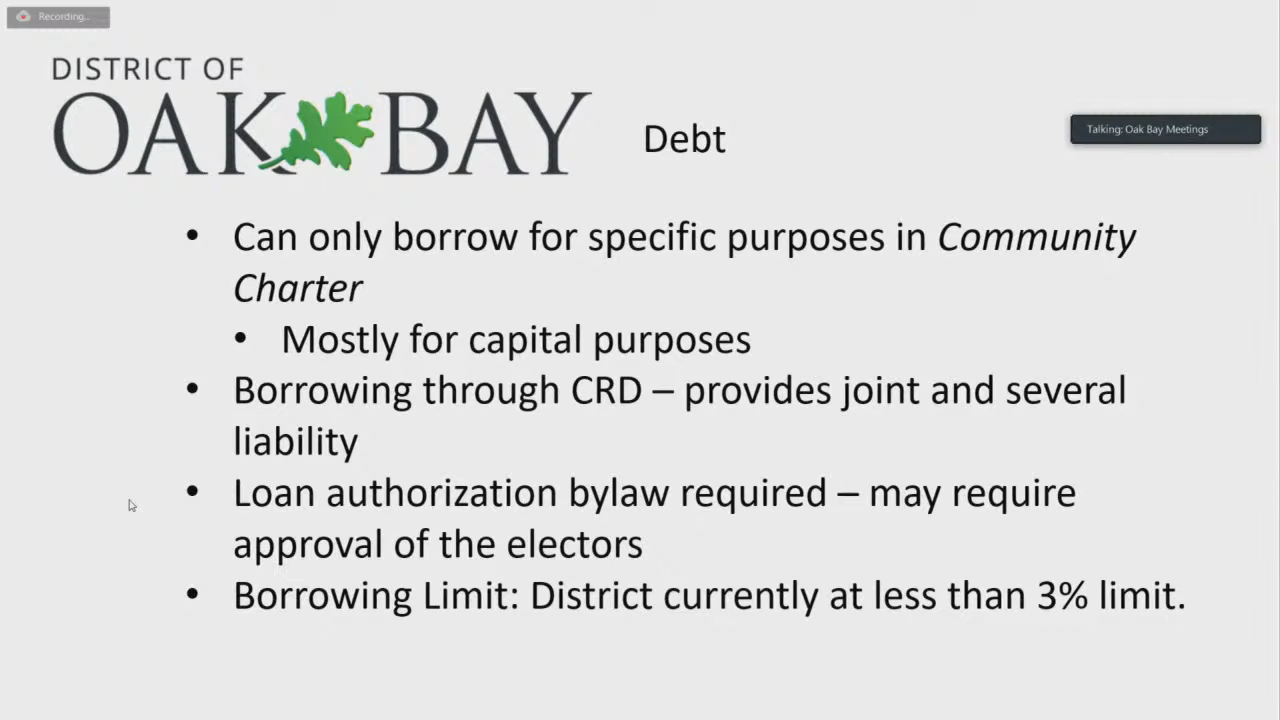 Recording...
DISTRICT OF
OAK BAY
Debt
Talking: Oak Bay Meetings
• Can only borrow for specific purposes in Community
Charter
• Mostly for capital purposes
• Borrowing through CRD – provides joint and several
liability
• Loan authorization bylaw required – may require
approval of the electors
• Borrowing Limit: District currently at less than 3% limit.